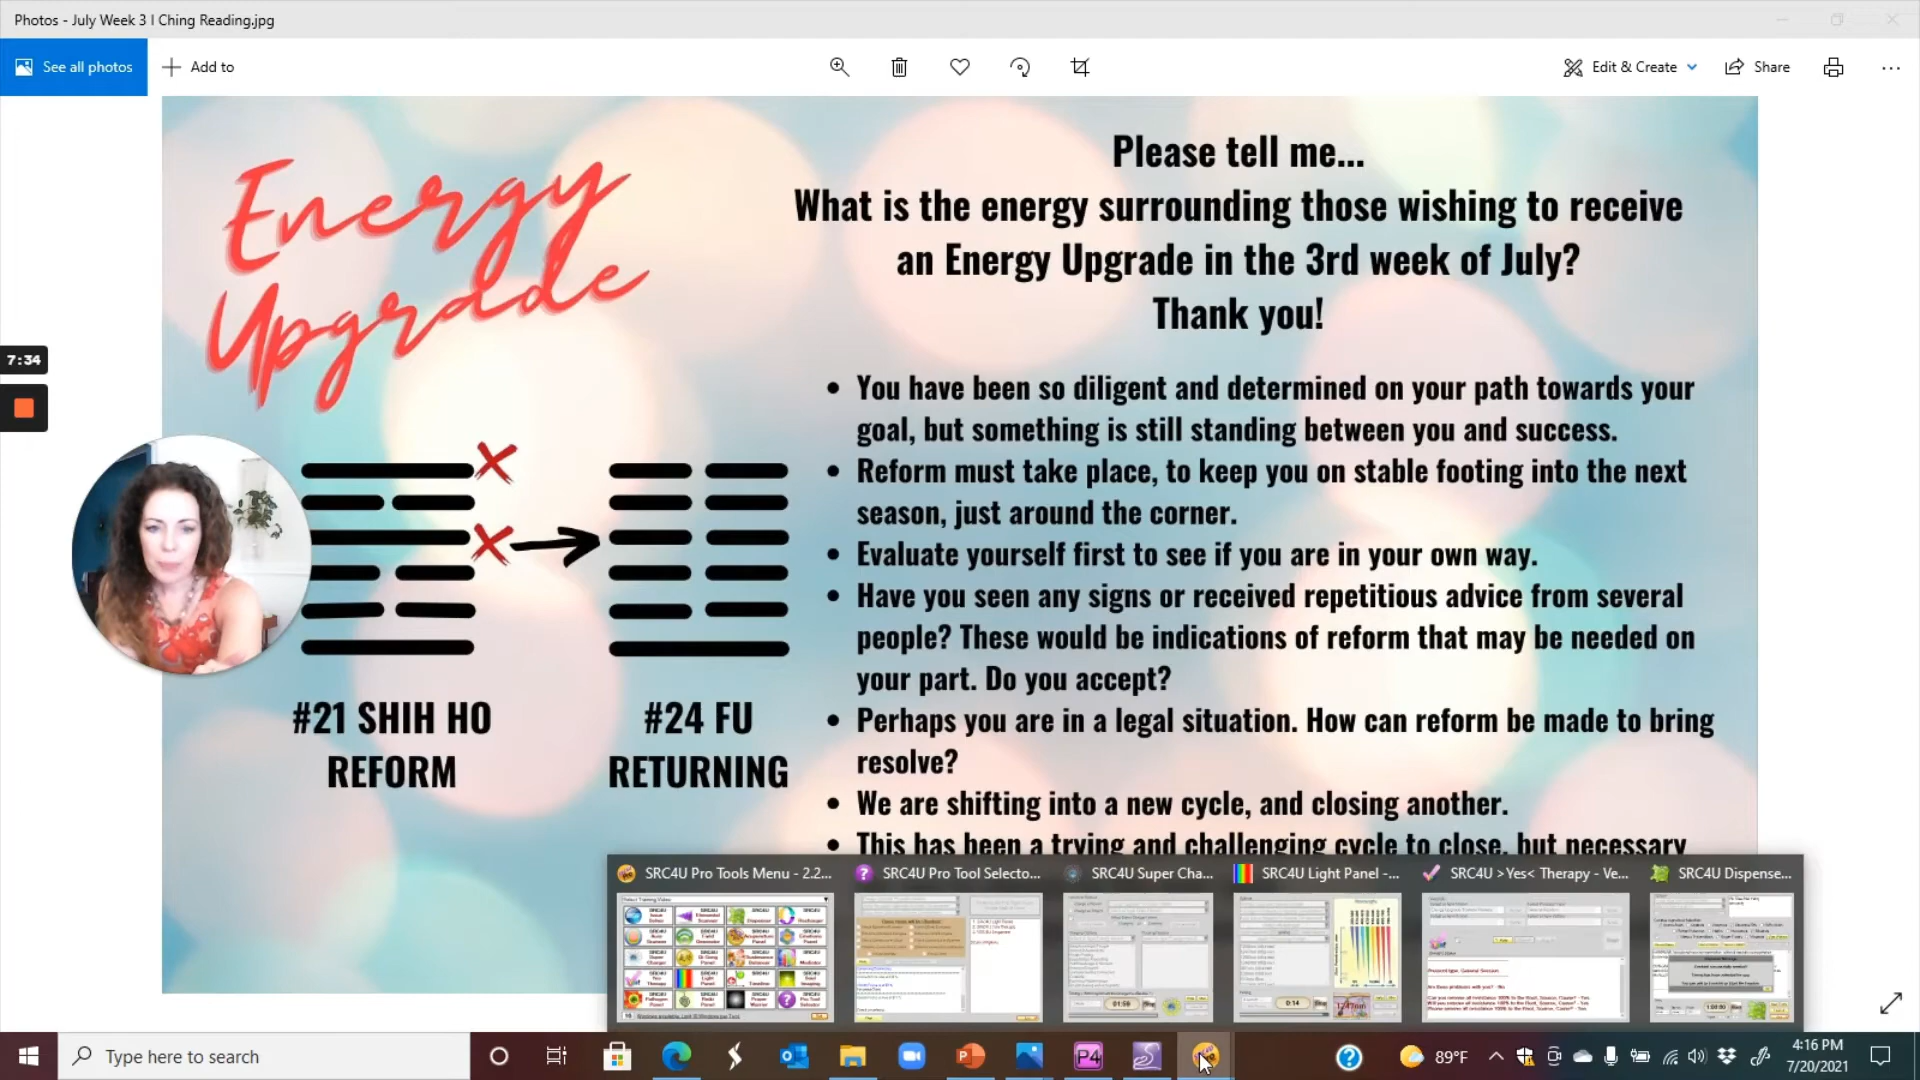 Photos - July Week 3 I Ching Reading.jpg
See all photos
Add to
Edit & Create
Share
Energy
Upgrade
Please tell me...
What is the energy surrounding those wishing to receive
an Energy Upgrade in the 3rd week of July?
Thank you!
7:34
• You have been so diligent and determined on your path towards your
goal, but something is still standing between you and success.
• Reform must take place, to keep you on stable footing into the next
season, just around the corner.
• Evaluate yourself first to see if you are in your own way.
• Have you seen any signs or received repetitious advice from several
people? These would be indications of reform that may be needed on
your part. Do you accept?
• Perhaps you are in a legal situation. How can reform be made to bring
resolve?
• We are shifting into a new cycle, and closing another.
• This has been a trying and challenging cycle to close, but necessary
#21 SHIH HO
REFORM
#24 FU
RETURNING
SRC4U Pro Tools Menu - 2.2...
SRC4U Pro Tool Selecto...
SRC4U Super Cha...
SRC4U Light Panel -...
SRC4U >Yes< Therapy - Ve...
SRC4U Dispense...
01:59
0:14
Type here to search
P4
89°F
4:16 PM
7/20/2021